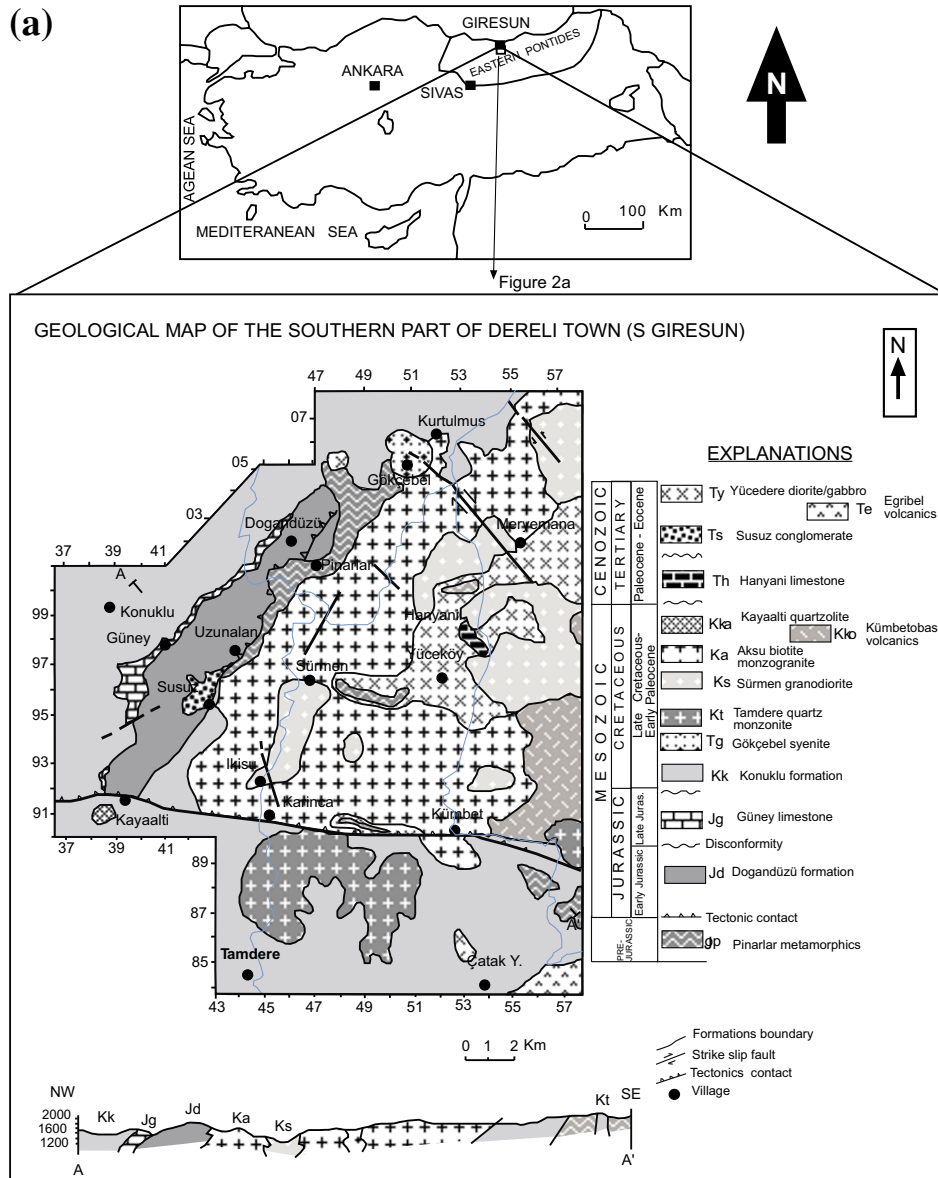 (a)
GIRESUN
EASTERN PONTIDES
ANKARA
SIVAS
N
AGEAN SEA
MEDITERANEAN SEA
0 100 Km
Figure 2a
GEOLOGICAL MAP OF THE SOUTHERN PART OF DERELI TOWN (S GIRESUN)
N
47 49 51 53 55 57
07
05
03
37 39 41
A
99
97
95
93
91
37 39 41
89
87
85
43 45 47 49 51 53 55 57
Kurtulmus
Gökçebel
Dogandüzü
Meryemana
Pinarlar
Konuklu
Güney
Hanyanii
Uzunalan
Yüceköy
Sürmen
Susuz
Ikisu
Karinca
Kümbet
Kayaalti
A'
Tamdere
Çatak Y.
0 1 2 Km
EXPLANATIONS
CENOZOIC
TERTIARY
Paleocene - Eocene
MESOZOIC
CRETACEOUS
Late Cretaceous-
Early Paleocene
JURASSIC
Late Juras.
Early Jurassic
PRE-
JURASSIC
Ty Yücedere diorite/gabbro
Te Egribel
volcanics
Ts Susuz conglomerate
Th Hanyani limestone
Kka Kayaalti quartzolite
Kko Kümbetobas
volcanics
Ka Aksu biotite
monzogranite
Ks Sürmen granodiorite
Kt Tamdere quartz
monzonite
Tg Gökçebel syenite
Kk Konuklu formation
Jg Güney limestone
Disconformity
Jd Dogandüzü formation
Tectonic contact
Jp Pinarlar metamorphics
Formations boundary
Strike slip fault
Tectonics contact
Village
NW
SE
2000
1600
1200
Kk Jg Jd Ka Ks Kt
A
A'